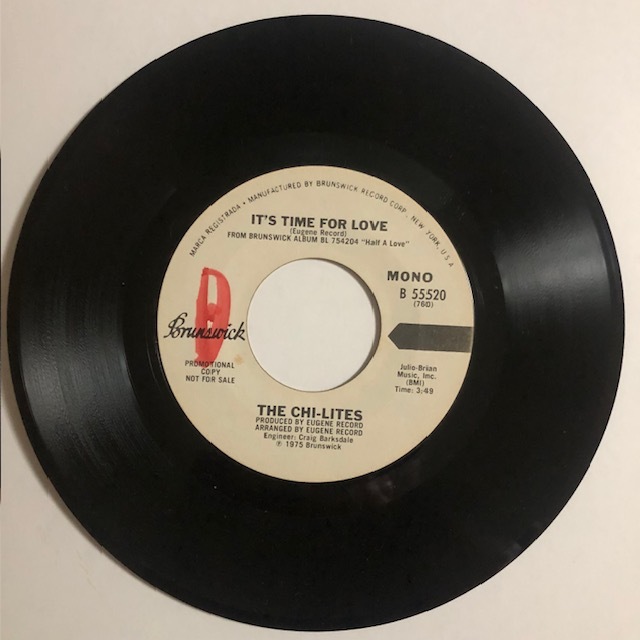 MARCA REGISTRADA • MANUFACTURED BY BRUNSWICK RECORD CORP., NEW YORK, U.S.A.
IT'S TIME FOR LOVE
(Eugene Record)
FROM BRUNSWICK ALBUM BL 754204 "Half A Love"
MONO
B 55520
(760)
Brunswick
PROMOTIONAL
COPY
NOT FOR SALE
Julio-Brian
Music, Inc.
(BMI)
Time: 3:49
THE CHI-LITES
PRODUCED BY EUGENE RECORD
ARRANGED BY EUGENE RECORD
Engineer: Craig Barksdale
℗ 1975 Brunswick